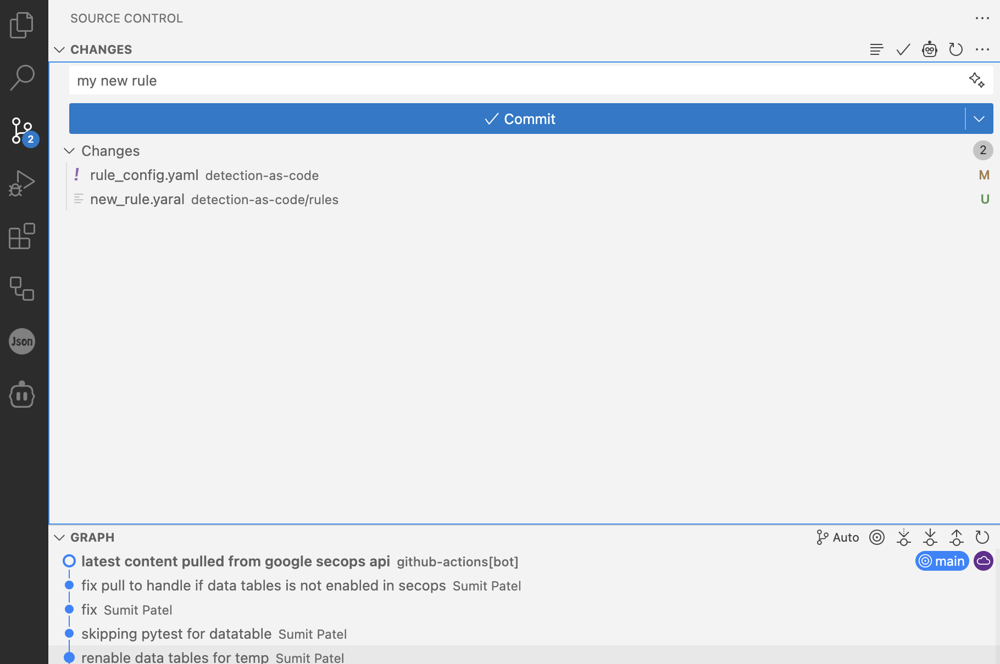 SOURCE CONTROL
CHANGES
my new rule
Commit
2
Changes 2
! rule_config.yaml detection-as-code M
new_rule.yaral detection-as-code/rules U
Json
GRAPH Auto
latest content pulled from google secops api github-actions[bot] main
fix pull to handle if data tables is not enabled in secops Sumit Patel
fix Sumit Patel
skipping pytest for datatable Sumit Patel
renable data tables for temp Sumit Patel